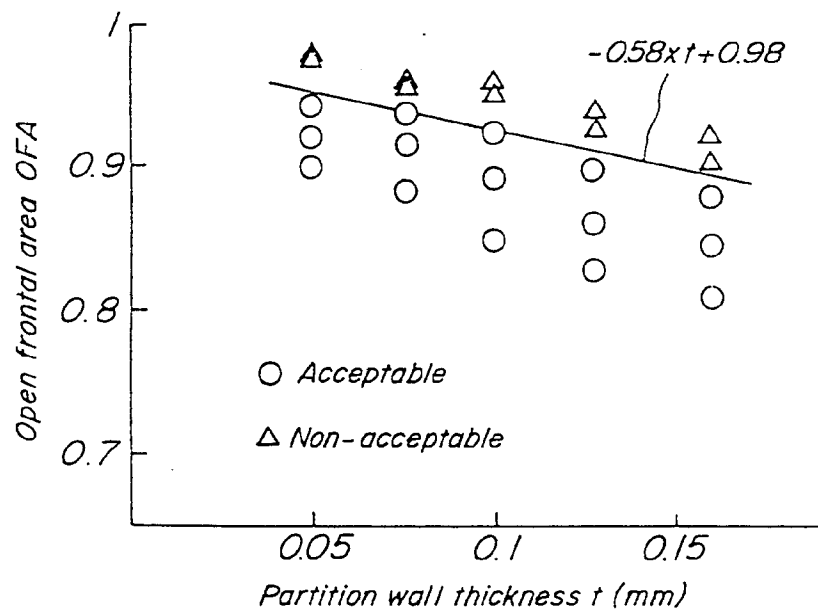 1
-0.58xt+0.98
0.9
0.8
0.7
Open frontal area OFA
Acceptable
Non-acceptable
0.05
0.1
0.15
Partition wall thickness t (mm)